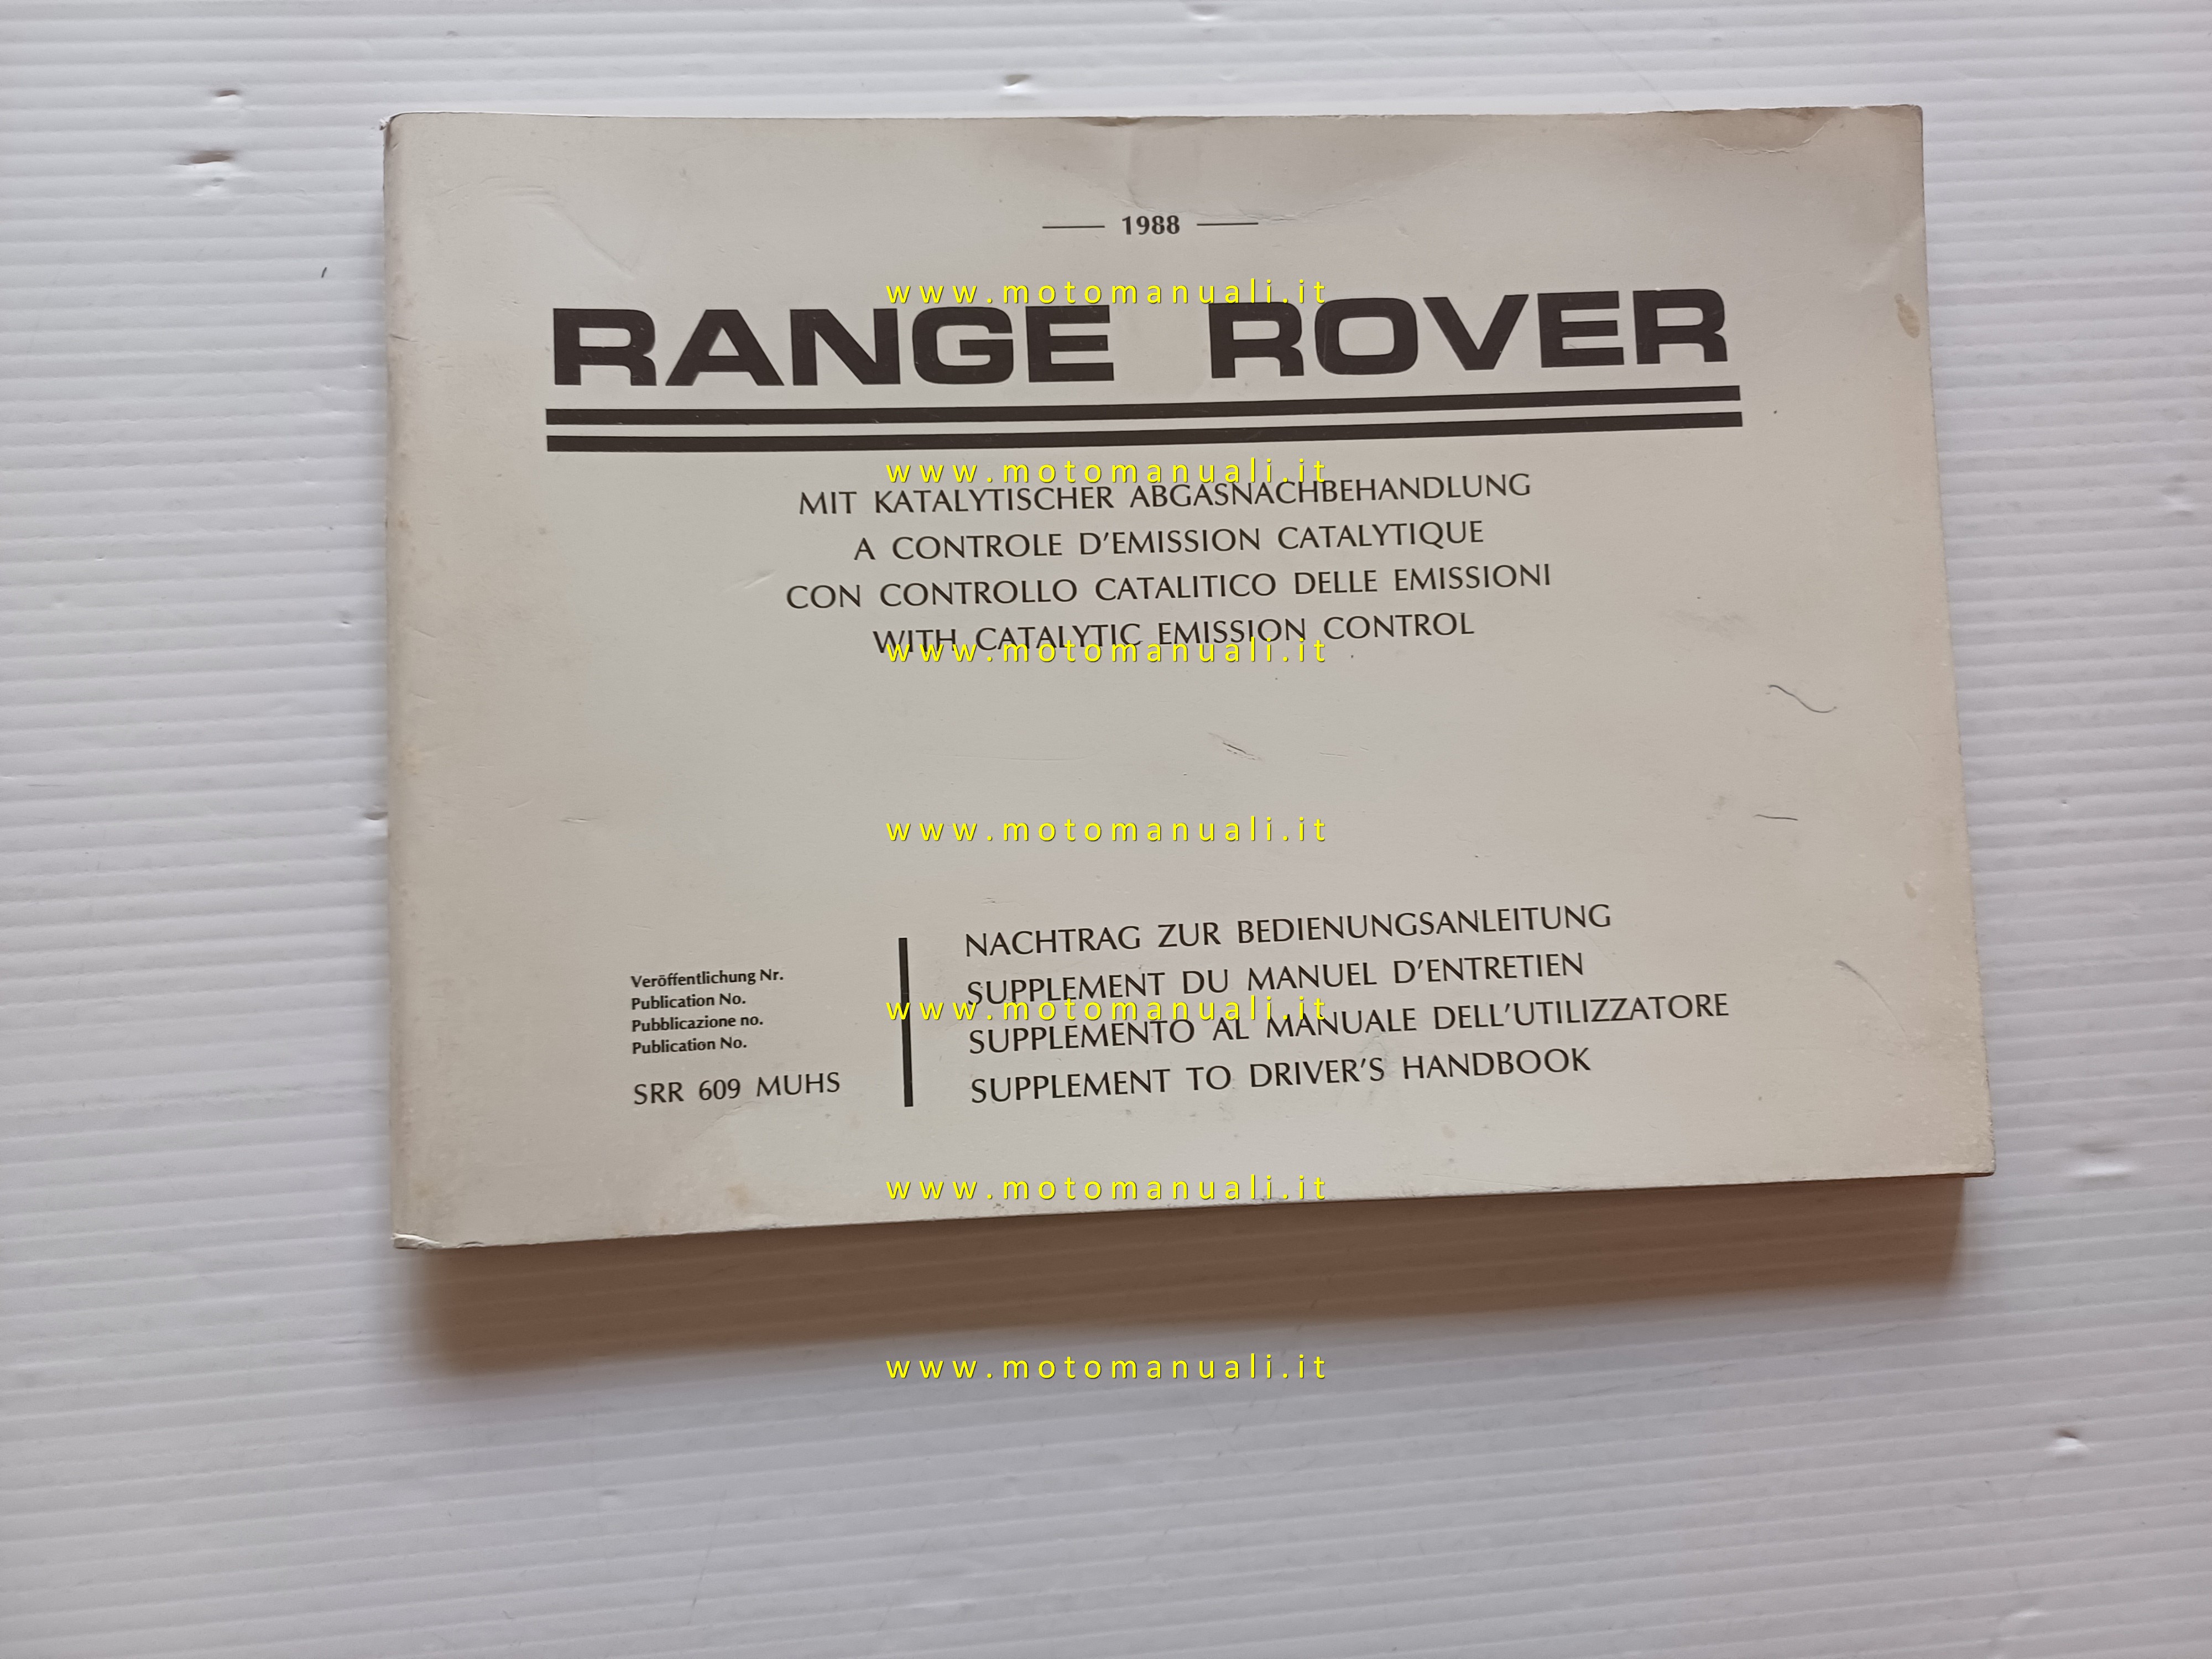 1988
www.motomanuali.it
RANGE ROVER
www.motomanuali.it
MIT KATALYTISCHER ABGASNACHBEHANDLUNG
A CONTROLE D'EMISSION CATALYTIQUE
CON CONTROLLO CATALITICO DELLE EMISSIONI
WITH CATALYTIC EMISSION CONTROL
www.motomanuali.it
www.motomanuali.it
Veröffentlichung Nr.
Publication No.
Pubblicazione no.
Publication No.
SRR 609 MUHS
NACHTRAG ZUR BEDIENUNGSANLEITUNG
SUPPLEMENT DU MANUEL D'ENTRETIEN
www.motomanuali.it
SUPPLEMENTO AL MANUALE DELL'UTILIZZATORE
SUPPLEMENT TO DRIVER'S HANDBOOK
www.motomanuali.it
www.motomanuali.it